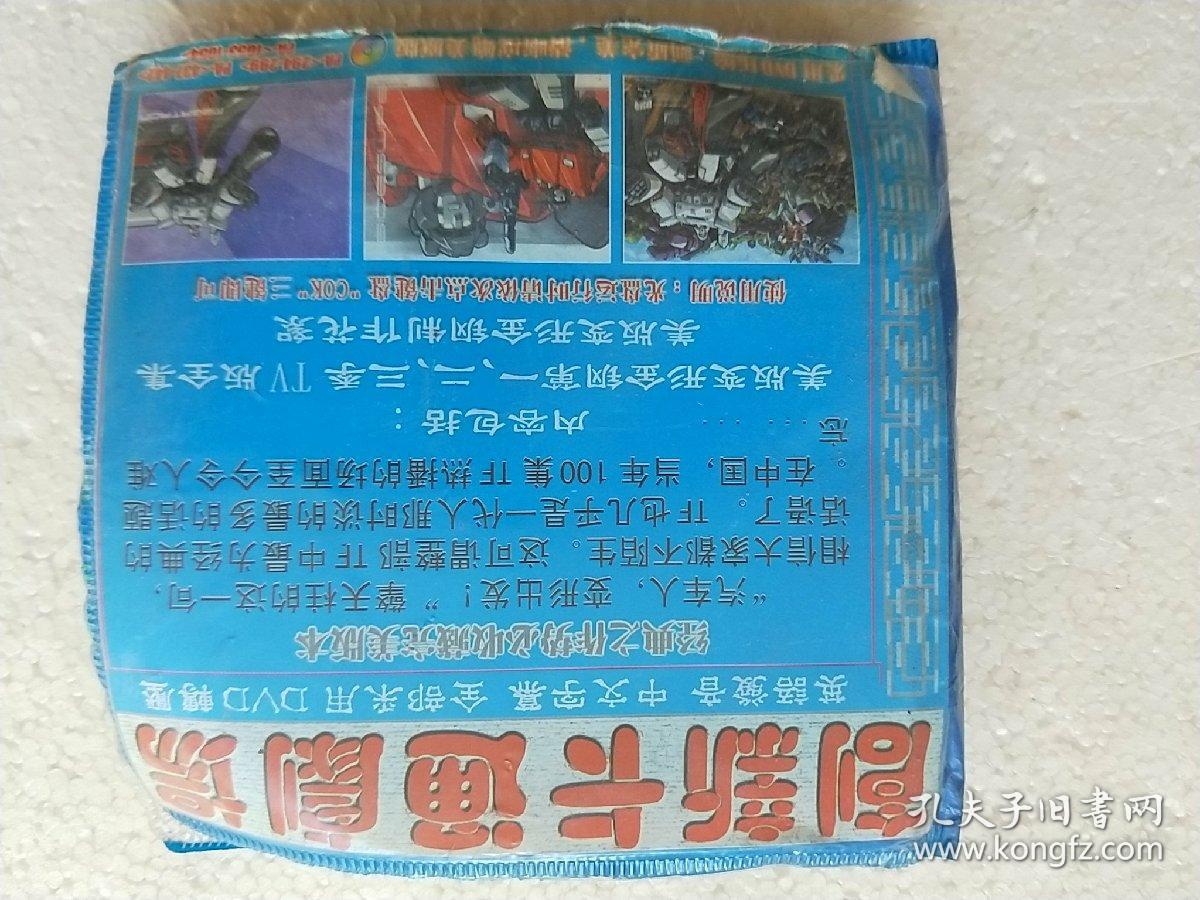 創新卡通劇場
英語發音 中文字幕 全部采用DVD轉壓
经典之作势必收藏完美版本
“汽车人，变形出发！”擎天柱的这一句，
相信大家都不陌生。这可谓整部TF中最为经典的
话语了。TF也几乎是一代人那时谈的最多的话题
。在中国，当年100集TF热播的场面至今令人难
忘……
内容包括：
美版变形金钢第一、二、三季TV版全集
美版变形金钢制作花絮
使用说明：光盘运行时请依次点击键盘“COK”三键即可
孔夫子旧书网
www.kongfz.com